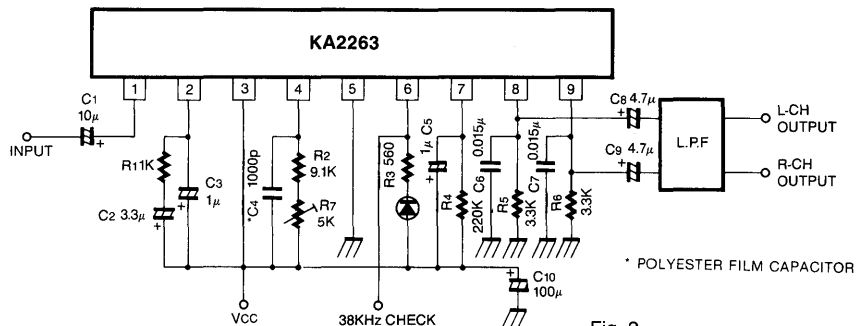 KA2263
1 2 3 4 5 6 7 8 9
C1
10μ
+
INPUT
R1 1K
C2 3.3μ
+
C3
1μ
+
*C4 1000p
R2
9.1K
R7
5K
R3 560
1μ C5
+
R4
220K
C6
0.015μ
R5
3.3K
C7
0.015μ
R6
3.3K
C8 4.7μ
+
C9 4.7μ
+
L.P.F
L-CH
OUTPUT
R-CH
OUTPUT
* POLYESTER FILM CAPACITOR
+
C10
100μ
VCC
38KHz CHECK